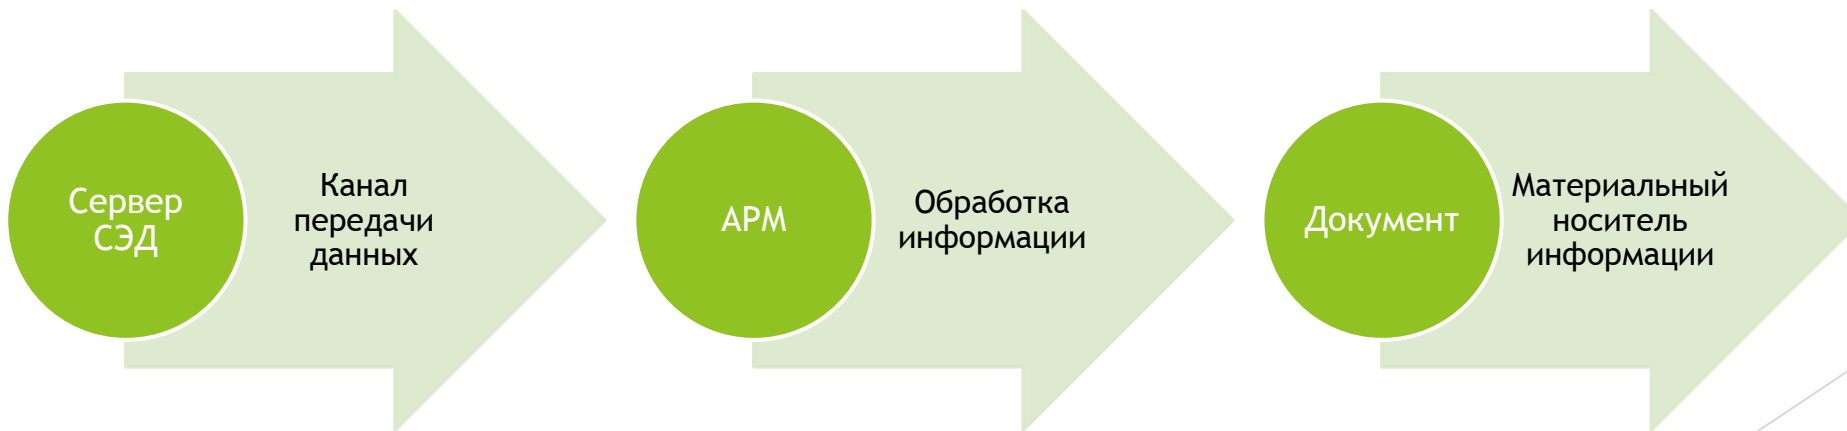 Сервер
СЭД
Канал
передачи
данных
АРМ
Обработка
информации
Документ
Материальный
носитель
информации